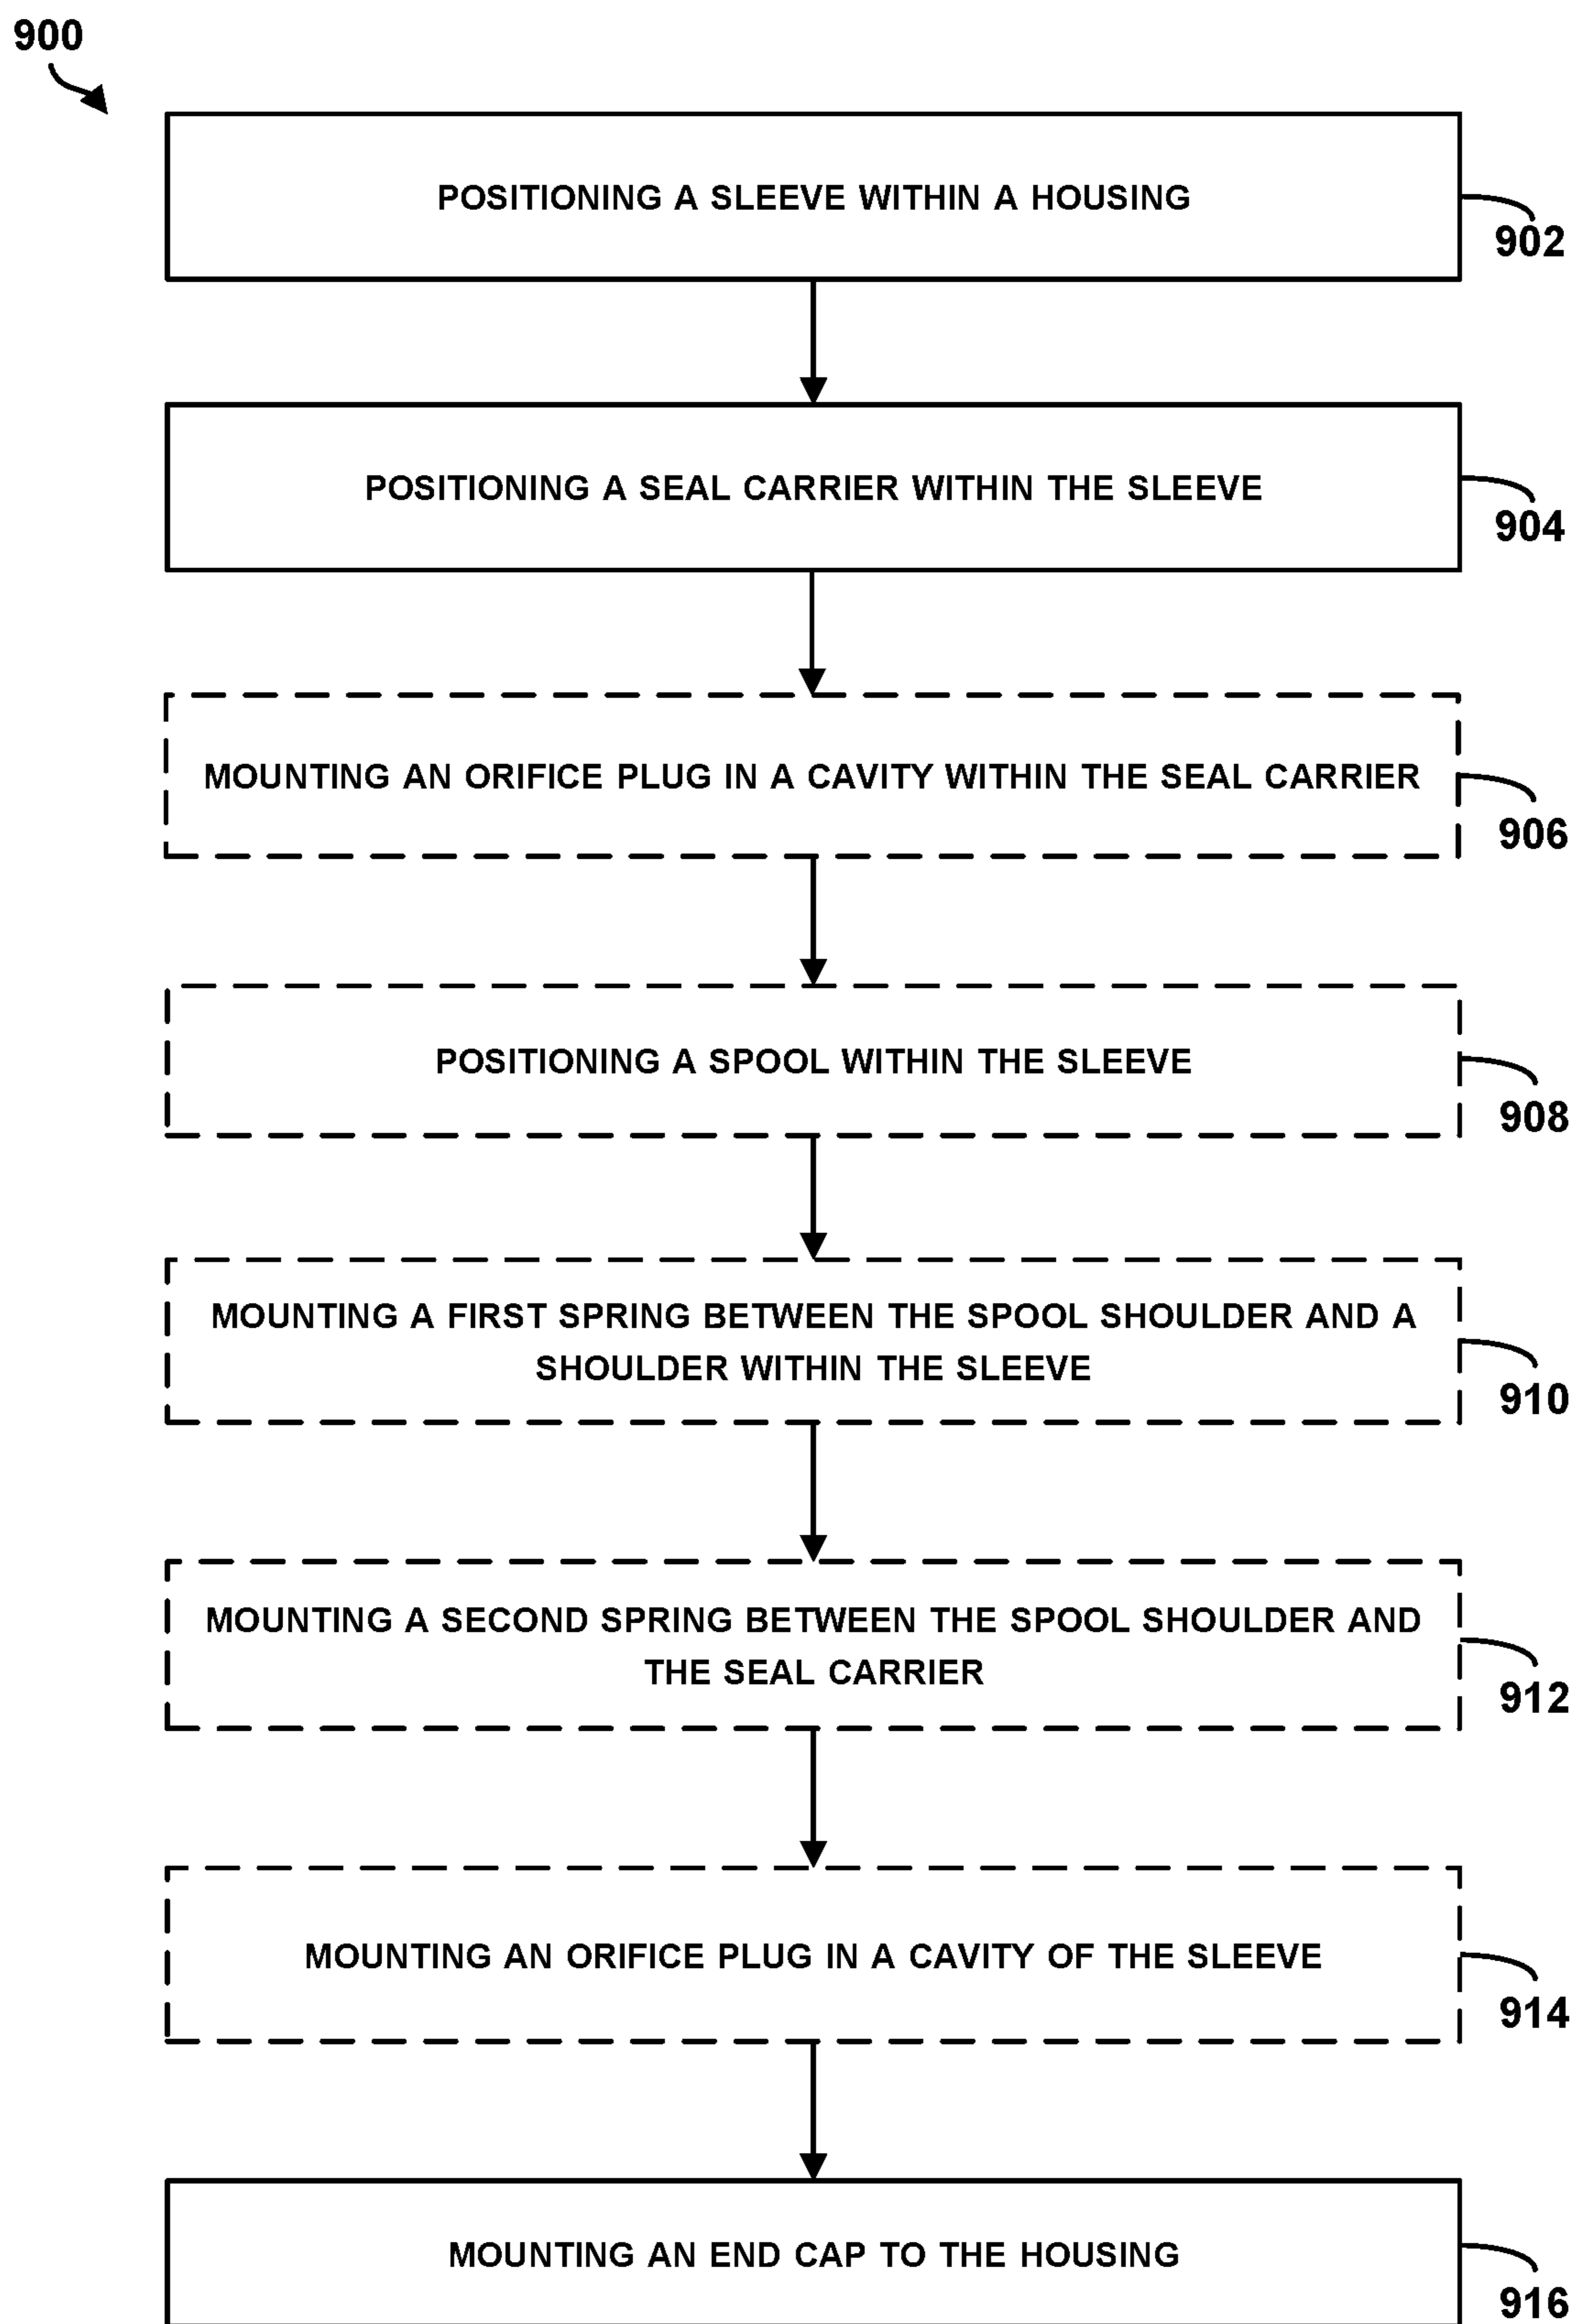 900
POSITIONING A SLEEVE WITHIN A HOUSING
902
POSITIONING A SEAL CARRIER WITHIN THE SLEEVE
904
MOUNTING AN ORIFICE PLUG IN A CAVITY WITHIN THE SEAL CARRIER
906
POSITIONING A SPOOL WITHIN THE SLEEVE
908
MOUNTING A FIRST SPRING BETWEEN THE SPOOL SHOULDER AND A
SHOULDER WITHIN THE SLEEVE
910
MOUNTING A SECOND SPRING BETWEEN THE SPOOL SHOULDER AND
THE SEAL CARRIER
912
MOUNTING AN ORIFICE PLUG IN A CAVITY OF THE SLEEVE
914
MOUNTING AN END CAP TO THE HOUSING
916